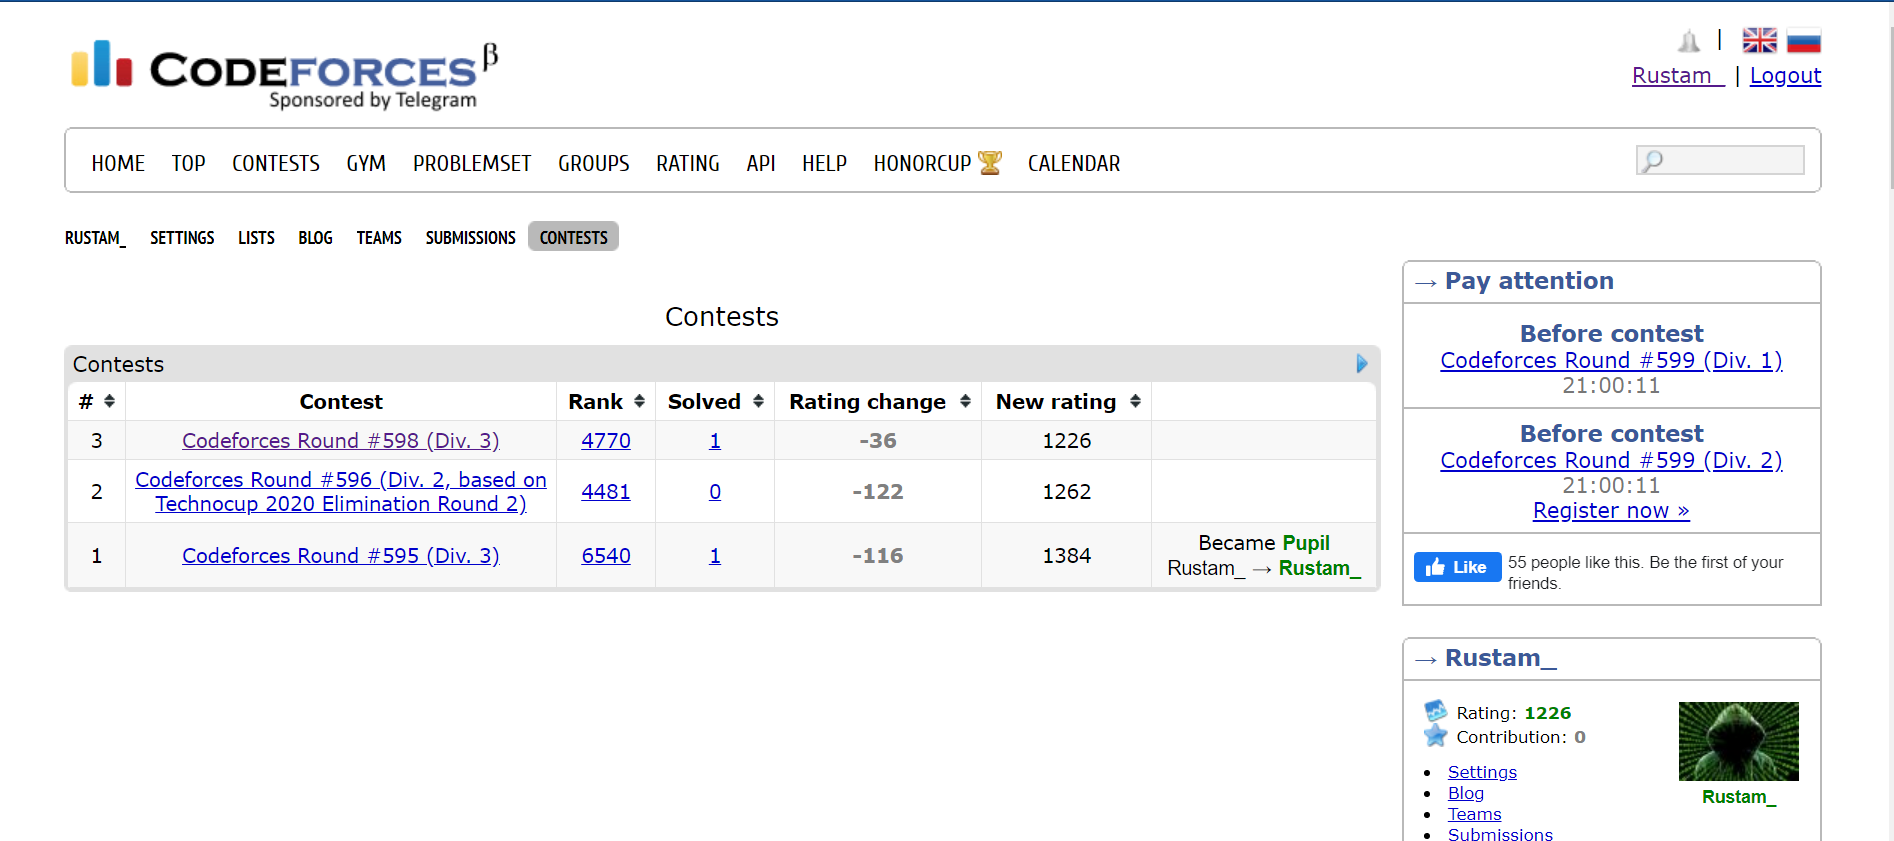 CODEFORCES β
Sponsored by Telegram
|
Rustam_ | Logout
HOME TOP CONTESTS GYM PROBLEMSET GROUPS RATING API HELP HONORCUP CALENDAR
RUSTAM_ SETTINGS LISTS BLOG TEAMS SUBMISSIONS CONTESTS
Contests
Contests
# Contest Rank Solved Rating change New rating
3 Codeforces Round #598 (Div. 3) 4770 1 -36 1226
2 Codeforces Round #596 (Div. 2, based on
Technocup 2020 Elimination Round 2) 4481 0 -122 1262
1 Codeforces Round #595 (Div. 3) 6540 1 -116 1384 Became Pupil
Rustam_ → Rustam_
→ Pay attention
Before contest
Codeforces Round #599 (Div. 1)
21:00:11
Before contest
Codeforces Round #599 (Div. 2)
21:00:11
Register now »
Like 55 people like this. Be the first of your
friends.
→ Rustam_
Rating: 1226
Contribution: 0
Settings
Blog
Teams
Submissions
Rustam_